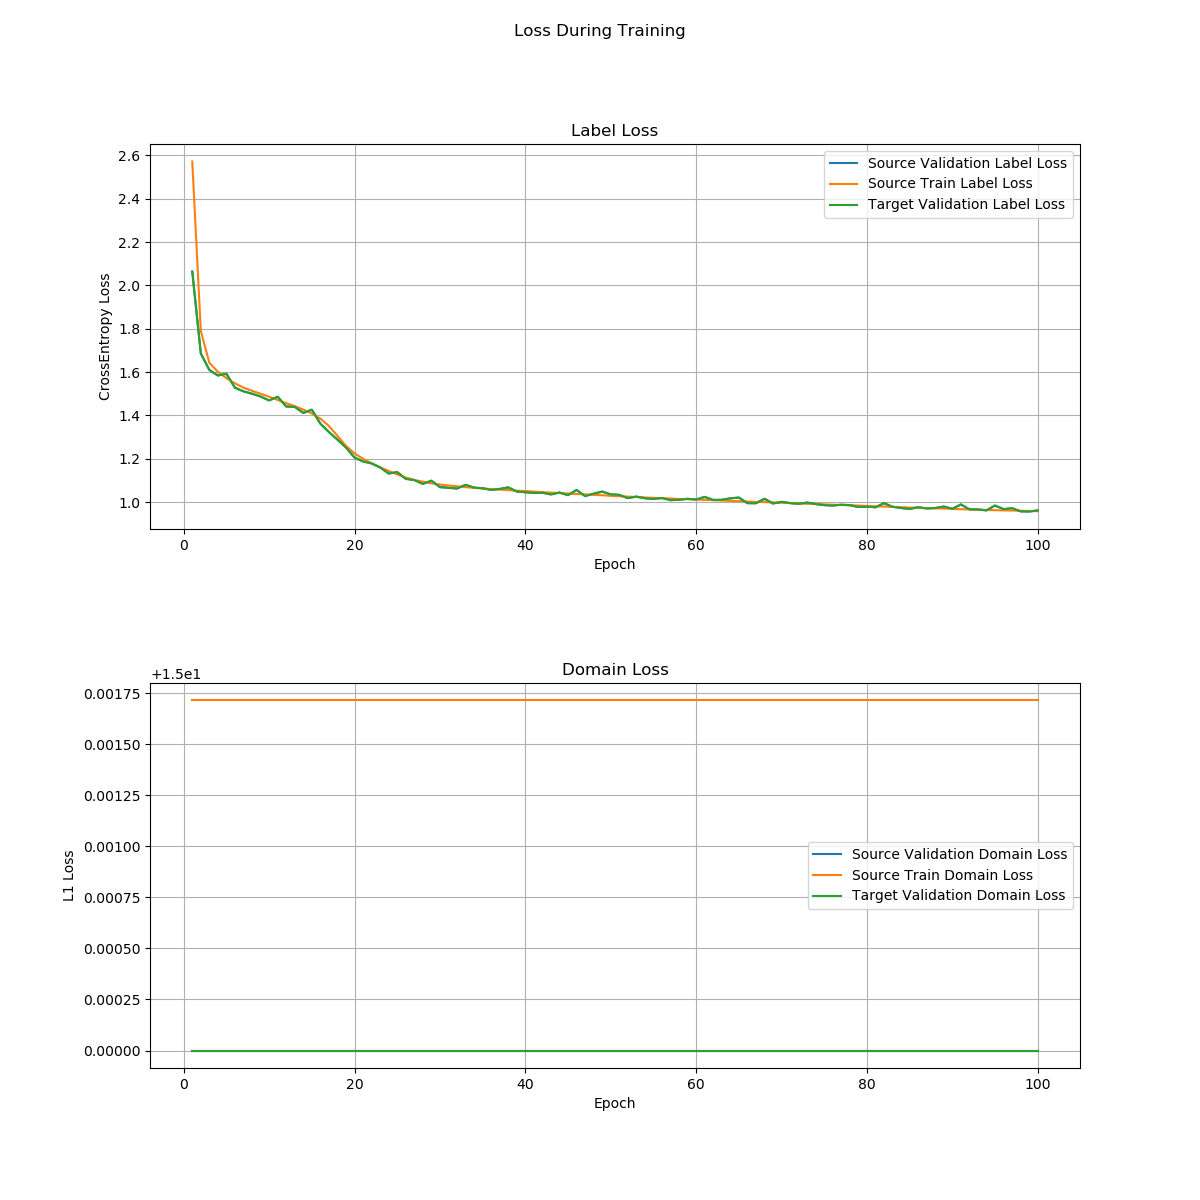 Loss During Training
Label Loss
2.6
2.4
2.2
2.0
1.8
1.6
1.4
1.2
1.0
CrossEntropy Loss
Source Validation Label Loss
Source Train Label Loss
Target Validation Label Loss
0 20 40 60 80 100
Epoch
Domain Loss
+1.5e1
0.00175
0.00150
0.00125
0.00100
0.00075
0.00050
0.00025
0.00000
L1 Loss
Source Validation Domain Loss
Source Train Domain Loss
Target Validation Domain Loss
0 20 40 60 80 100
Epoch